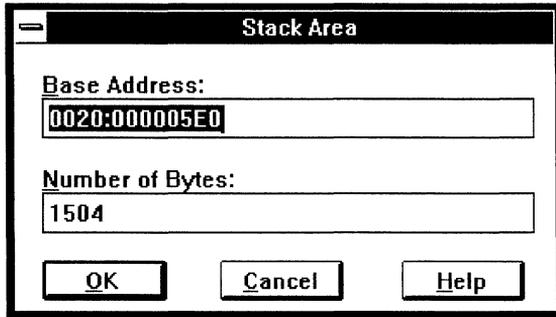 Stack Area
Base Address:
0020:000005E0
Number of Bytes:
1504
OK Cancel Help